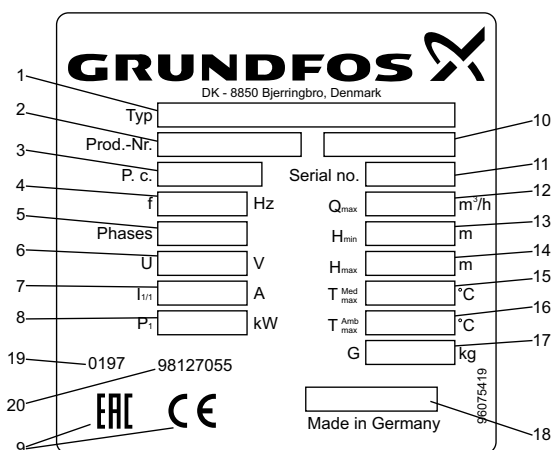 GRUNDFOS
DK - 8850 Bjerringbro, Denmark
1 Typ
2 Prod.-Nr. 10
3 P. c. Serial no. 11
4 f Hz Qmax m³/h 12
5 Phases Hmin m 13
6 U V Hmax m 14
7 I1/1 A T Med max °C 15
8 P1 kW T Amb max °C 16
G kg 17
19 0197 98127055
20
EAC CE
9
Made in Germany
96075419
18